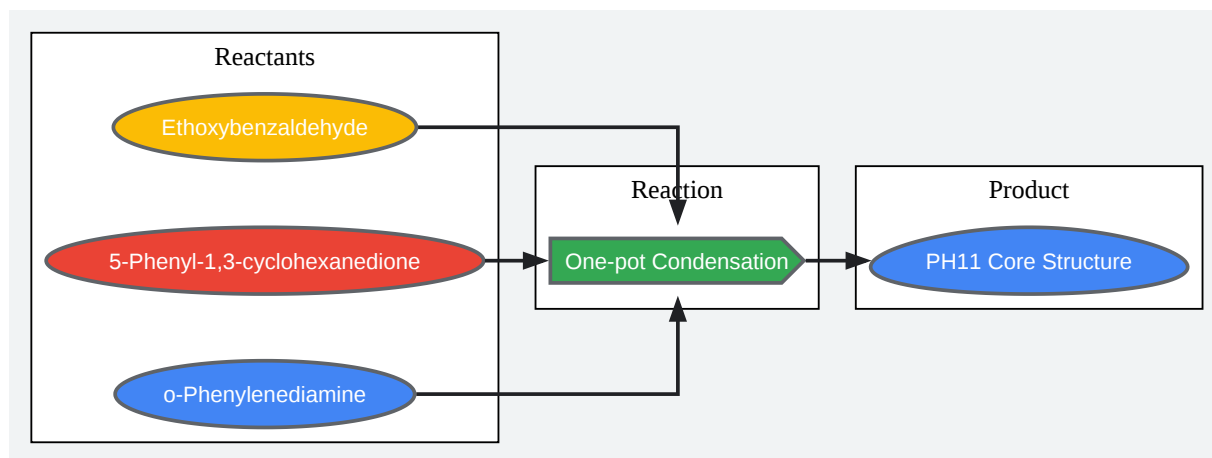 Reactants
Ethoxybenzaldehyde
5-Phenyl-1,3-cyclohexanedione
o-Phenylenediamine
Reaction
One-pot Condensation
Product
PH11 Core Structure